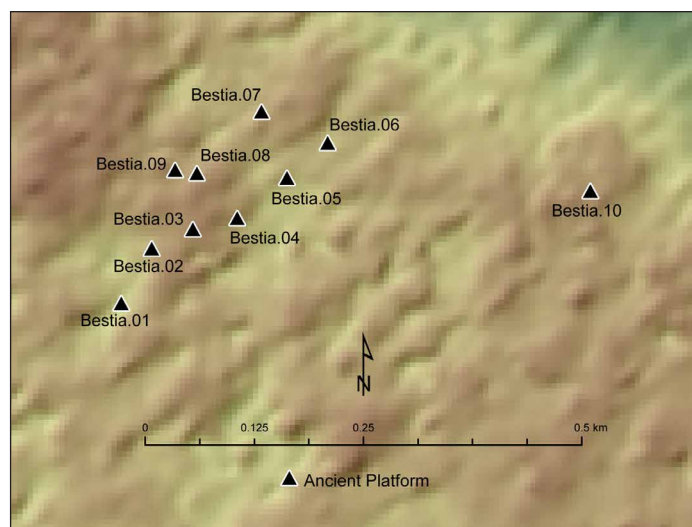 Bestia.07
Bestia.06
Bestia.09
Bestia.08
Bestia.05
Bestia.03
Bestia.04
Bestia.10
Bestia.02
Bestia.01
N
0 0.125 0.25 0.5 km
Ancient Platform